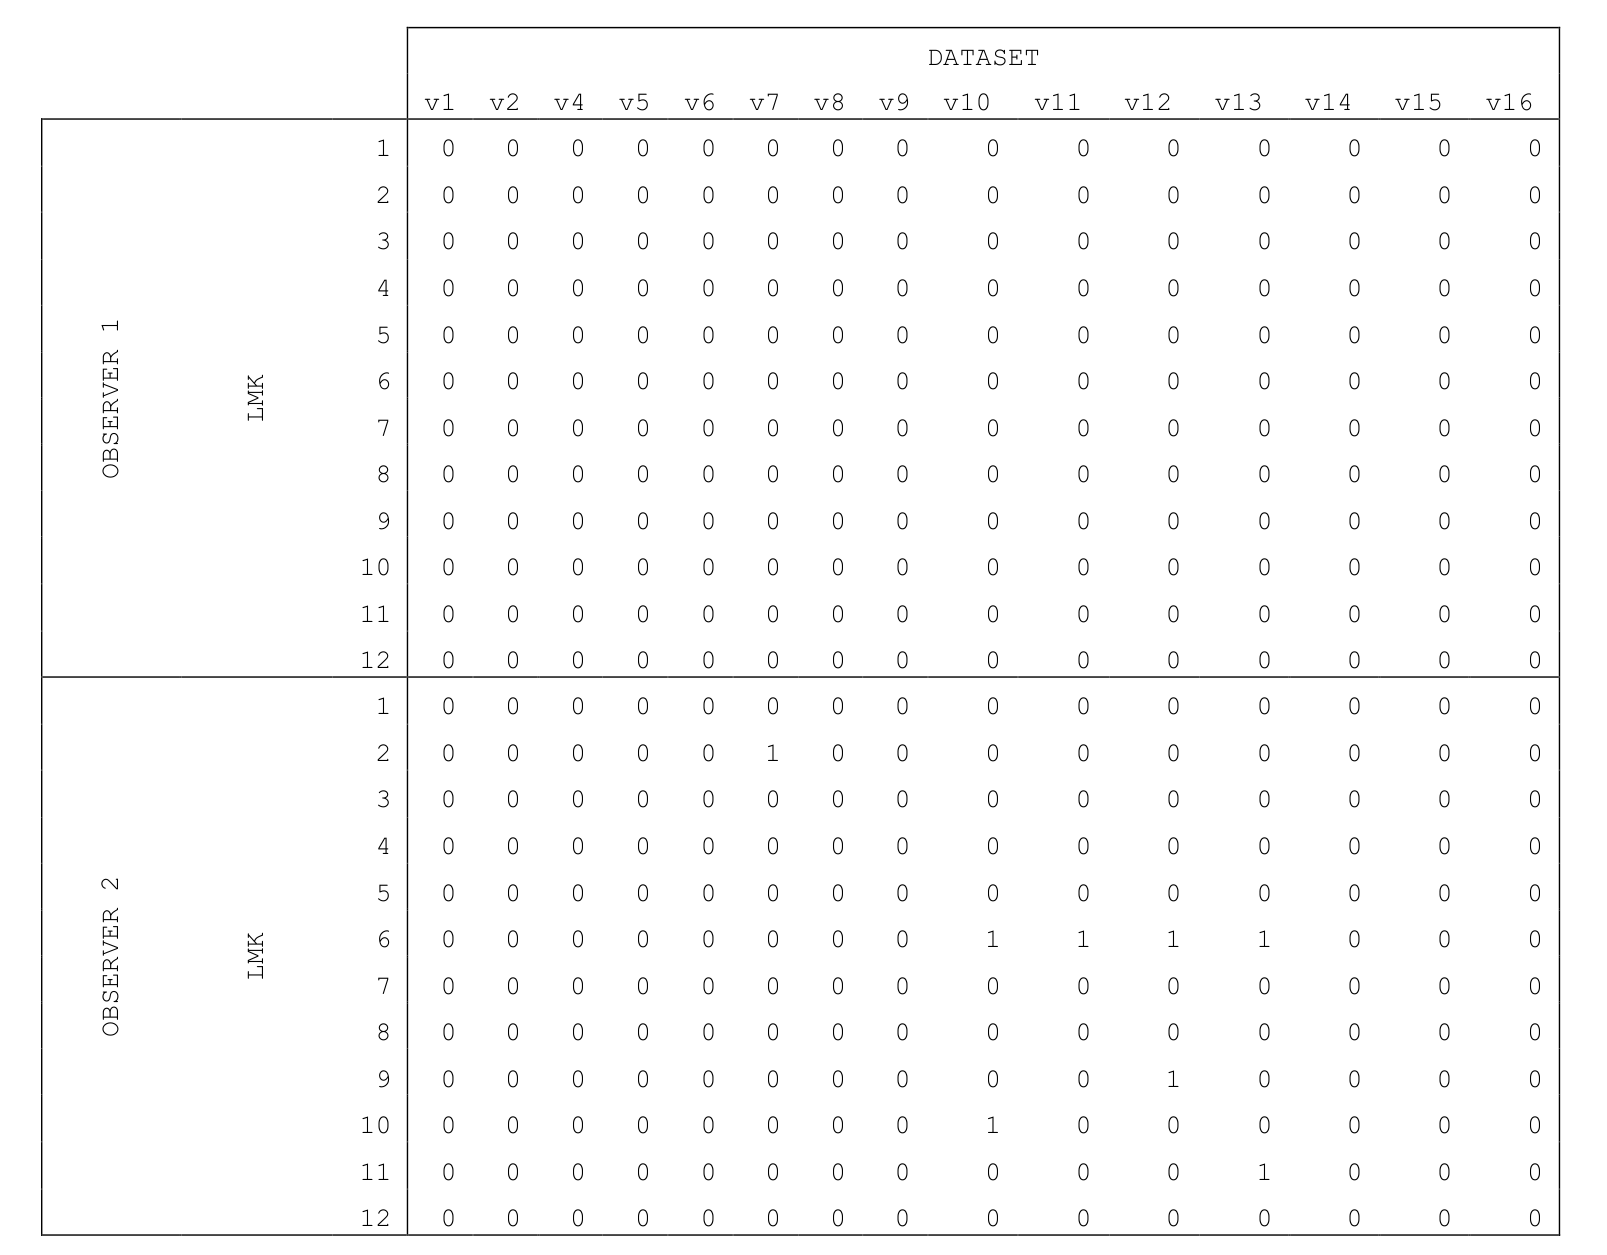 DATASET
v1 v2 v4 v5 v6 v7 v8 v9 v10 v11 v12 v13 v14 v15 v16
OBSERVER 1
LMK
1 0 0 0 0 0 0 0 0 0 0 0 0 0 0 0
2 0 0 0 0 0 0 0 0 0 0 0 0 0 0 0
3 0 0 0 0 0 0 0 0 0 0 0 0 0 0 0
4 0 0 0 0 0 0 0 0 0 0 0 0 0 0 0
5 0 0 0 0 0 0 0 0 0 0 0 0 0 0 0
6 0 0 0 0 0 0 0 0 0 0 0 0 0 0 0
7 0 0 0 0 0 0 0 0 0 0 0 0 0 0 0
8 0 0 0 0 0 0 0 0 0 0 0 0 0 0 0
9 0 0 0 0 0 0 0 0 0 0 0 0 0 0 0
10 0 0 0 0 0 0 0 0 0 0 0 0 0 0 0
11 0 0 0 0 0 0 0 0 0 0 0 0 0 0 0
12 0 0 0 0 0 0 0 0 0 0 0 0 0 0 0
OBSERVER 2
LMK
1 0 0 0 0 0 0 0 0 0 0 0 0 0 0 0
2 0 0 0 0 0 1 0 0 0 0 0 0 0 0 0
3 0 0 0 0 0 0 0 0 0 0 0 0 0 0 0
4 0 0 0 0 0 0 0 0 0 0 0 0 0 0 0
5 0 0 0 0 0 0 0 0 0 0 0 0 0 0 0
6 0 0 0 0 0 0 0 0 1 1 1 1 0 0 0
7 0 0 0 0 0 0 0 0 0 0 0 0 0 0 0
8 0 0 0 0 0 0 0 0 0 0 0 0 0 0 0
9 0 0 0 0 0 0 0 0 0 0 1 0 0 0 0
10 0 0 0 0 0 0 0 0 1 0 0 0 0 0 0
11 0 0 0 0 0 0 0 0 0 0 0 1 0 0 0
12 0 0 0 0 0 0 0 0 0 0 0 0 0 0 0